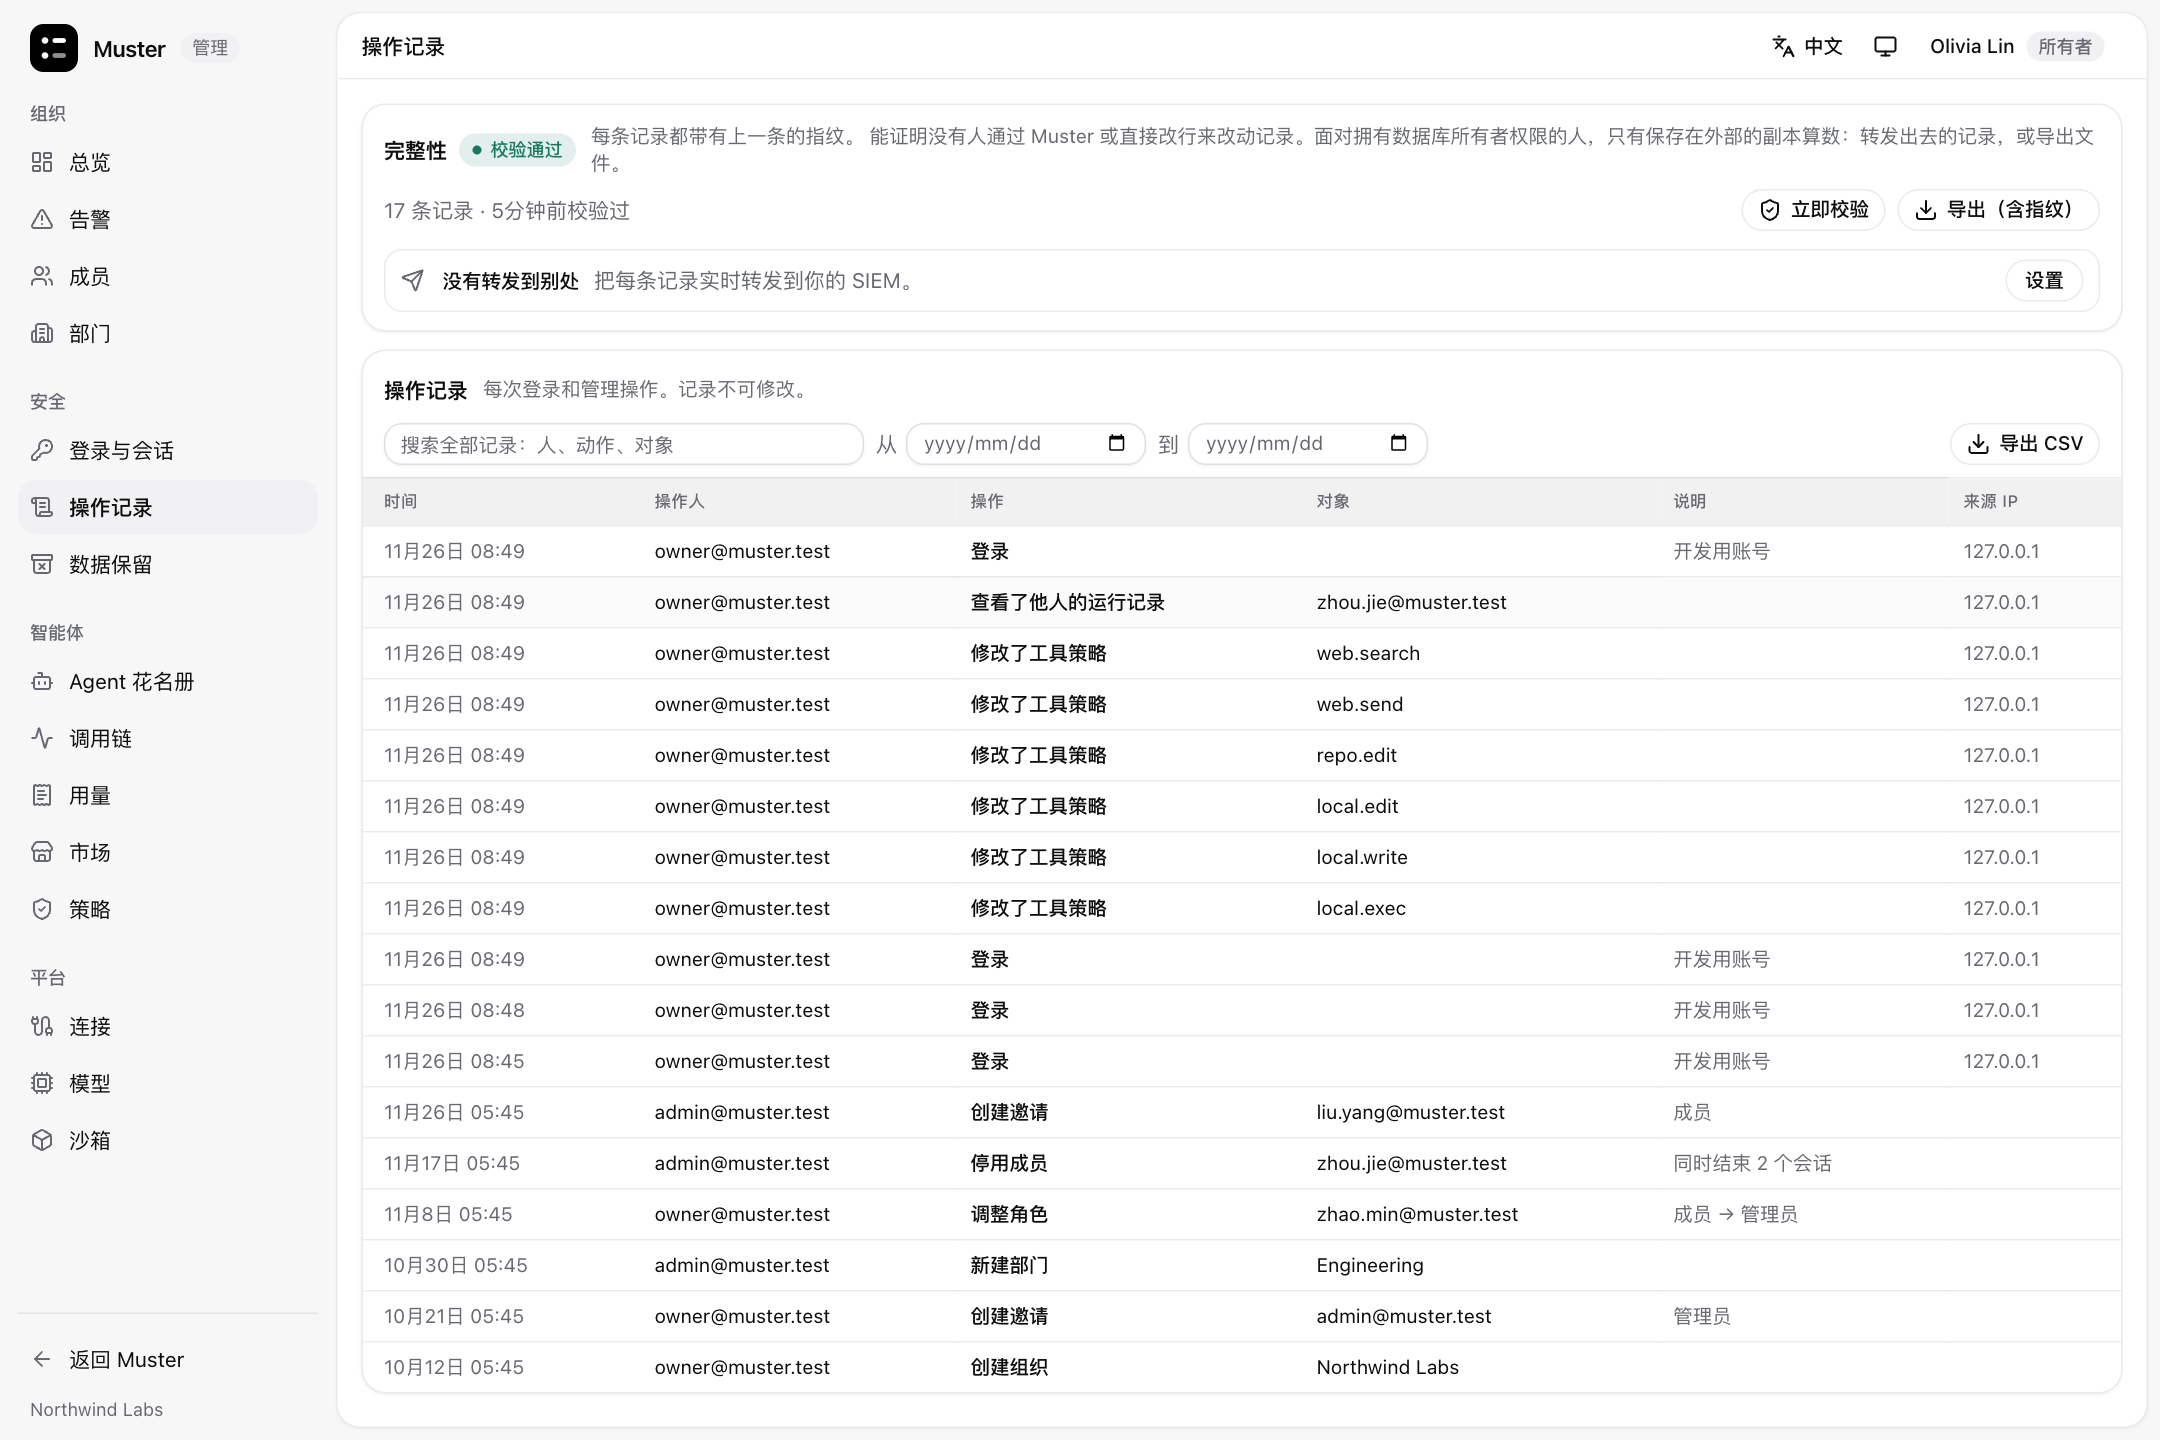 Muster 管理
组织
总览
告警
成员
部门
安全
登录与会话
操作记录
数据保留
智能体
Agent 花名册
调用链
用量
市场
策略
平台
连接
模型
沙箱
返回 Muster
Northwind Labs
操作记录 中文 Olivia Lin 所有者
完整性 校验通过 每条记录都带有上一条的指纹。 能证明没有人通过 Muster 或直接改行来改动记录。面对拥有数据库所有者权限的人，只有保存在外部的副本算数：转发出去的记录，或导出文
件。
17 条记录 · 5分钟前校验过 立即校验 导出（含指纹）
没有转发到别处 把每条记录实时转发到你的 SIEM。 设置
操作记录 每次登录和管理操作。记录不可修改。
搜索全部记录：人、动作、对象 从 yyyy/mm/dd 到 yyyy/mm/dd 导出 CSV
时间 操作人 操作 对象 说明 来源 IP
11月26日 08:49 owner@muster.test 登录 开发用账号 127.0.0.1
11月26日 08:49 owner@muster.test 查看了他人的运行记录 zhou.jie@muster.test 127.0.0.1
11月26日 08:49 owner@muster.test 修改了工具策略 web.search 127.0.0.1
11月26日 08:49 owner@muster.test 修改了工具策略 web.send 127.0.0.1
11月26日 08:49 owner@muster.test 修改了工具策略 repo.edit 127.0.0.1
11月26日 08:49 owner@muster.test 修改了工具策略 local.edit 127.0.0.1
11月26日 08:49 owner@muster.test 修改了工具策略 local.write 127.0.0.1
11月26日 08:49 owner@muster.test 修改了工具策略 local.exec 127.0.0.1
11月26日 08:49 owner@muster.test 登录 开发用账号 127.0.0.1
11月26日 08:48 owner@muster.test 登录 开发用账号 127.0.0.1
11月26日 08:45 owner@muster.test 登录 开发用账号 127.0.0.1
11月26日 05:45 admin@muster.test 创建邀请 liu.yang@muster.test 成员
11月17日 05:45 admin@muster.test 停用成员 zhou.jie@muster.test 同时结束 2 个会话
11月8日 05:45 owner@muster.test 调整角色 zhao.min@muster.test 成员 → 管理员
10月30日 05:45 admin@muster.test 新建部门 Engineering
10月21日 05:45 owner@muster.test 创建邀请 admin@muster.test 管理员
10月12日 05:45 owner@muster.test 创建组织 Northwind Labs